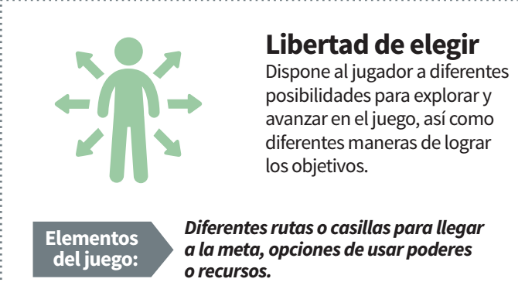 Libertad de elegir
Dispone al jugador a diferentes
posibilidades para explorar y
avanzar en el juego, así como
diferentes maneras de lograr
los objetivos.
Elementos
del juego:
Diferentes rutas o casillas para llegar
a la meta, opciones de usar poderes
o recursos.